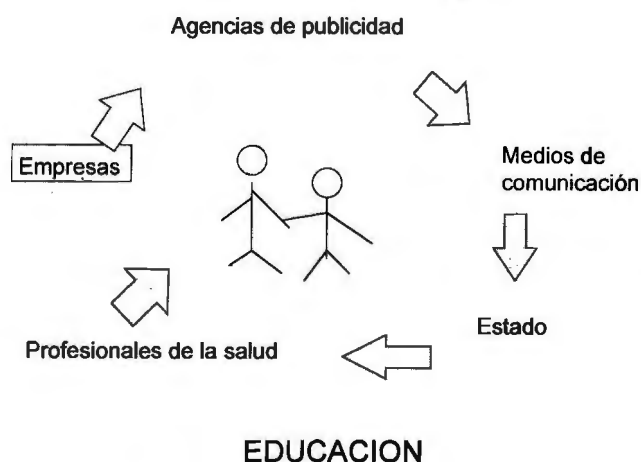 Agencias de publicidad
Empresas
Medios de
comunicación
Estado
Profesionales de la salud
EDUCACION